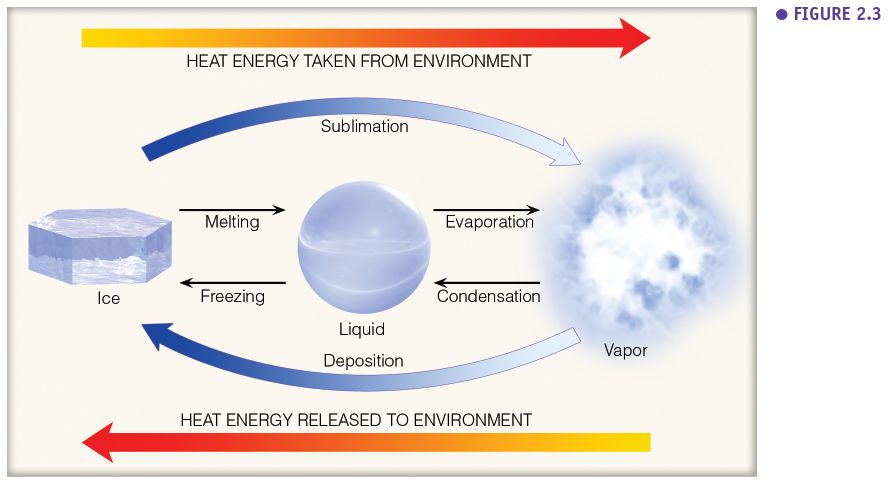 ● FIGURE 2.3
HEAT ENERGY TAKEN FROM ENVIRONMENT
Sublimation
Melting
Evaporation
Freezing
Condensation
Ice
Liquid
Vapor
Deposition
HEAT ENERGY RELEASED TO ENVIRONMENT